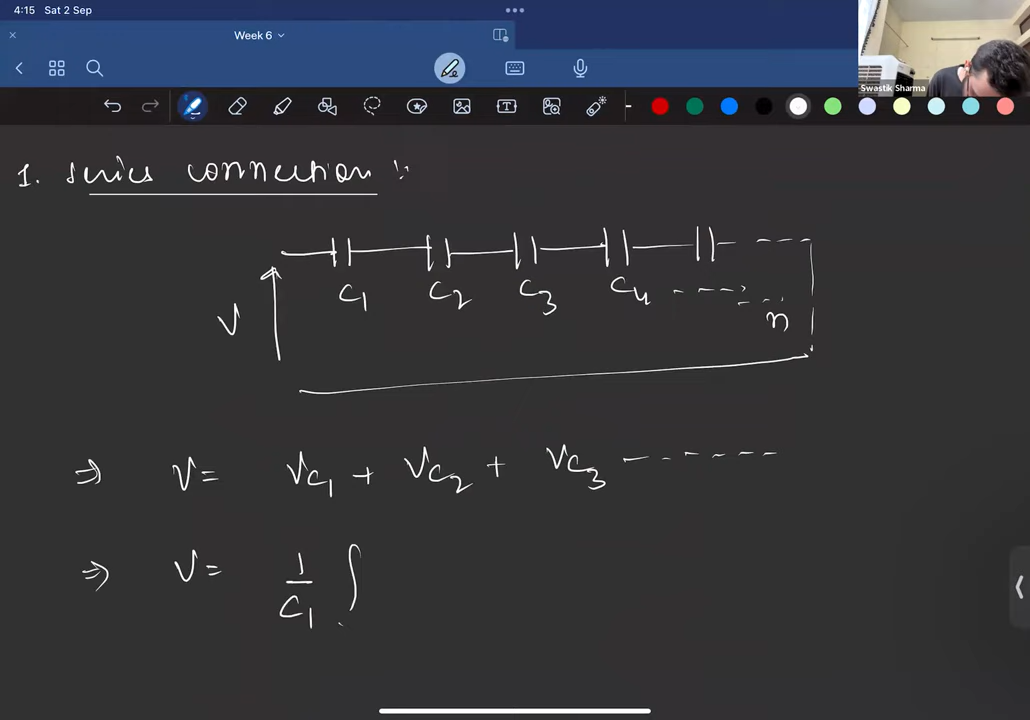 4:15 Sat 2 Sep
Week 6
Swastik Sharma
1. Series connection :
C1 C2 C3 C4 ----
V
n
⇒ V = VC1 + VC2 + VC3 -------
⇒ V = 1/C1 ∫